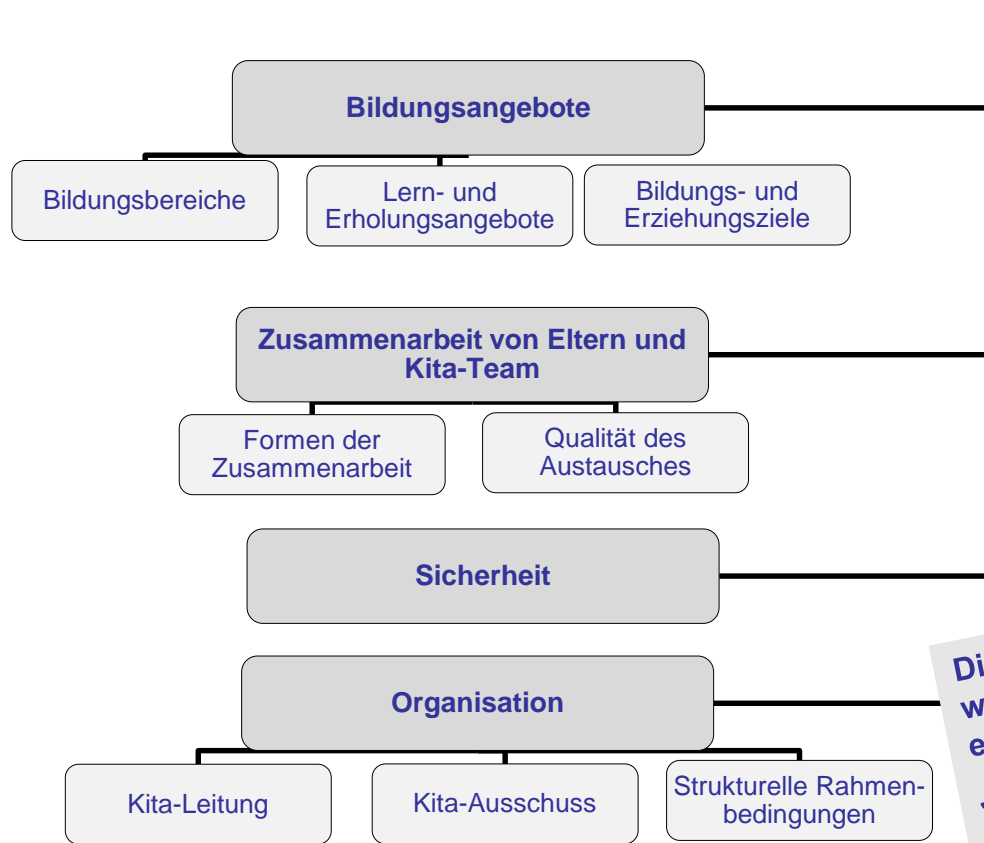 Bildungsangebote
Bildungsbereiche
Lern- und
Erholungsangebote
Bildungs- und
Erziehungsziele
Zusammenarbeit von Eltern und
Kita-Team
Formen der
Zusammenarbeit
Qualität des
Austausches
Sicherheit
Organisation
Kita-Leitung
Kita-Ausschuss
Strukturelle Rahmen-
bedingungen